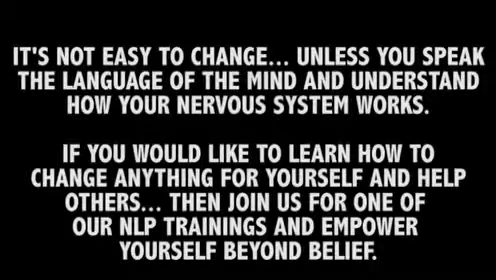 IT'S NOT EASY TO CHANGE... UNLESS YOU SPEAK
THE LANGUAGE OF THE MIND AND UNDERSTAND
HOW YOUR NERVOUS SYSTEM WORKS.
IF YOU WOULD LIKE TO LEARN HOW TO
CHANGE ANYTHING FOR YOURSELF AND HELP
OTHERS... THEN JOIN US FOR ONE OF
OUR NLP TRAININGS AND EMPOWER
YOURSELF BEYOND BELIEF.